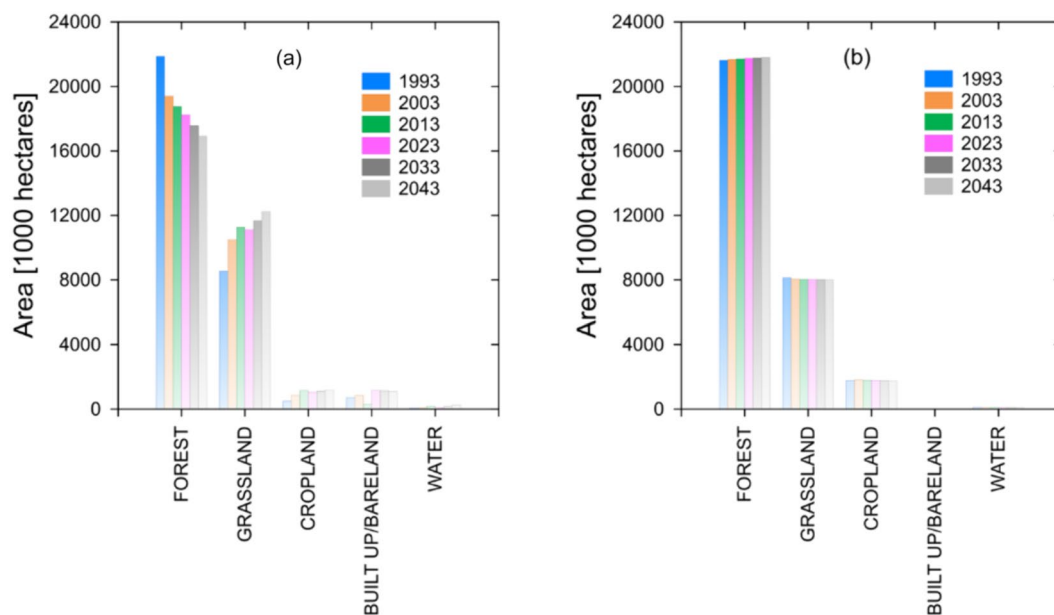 24000
20000
16000
12000
8000
4000
0
Area [1000 hectares]
(a)
1993
2003
2013
2023
2033
2043
FOREST
GRASSLAND
CROPLAND
BUILT UP/BARELAND
WATER
24000
20000
16000
12000
8000
4000
0
Area [1000 hectares]
(b)
1993
2003
2013
2023
2033
2043
FOREST
GRASSLAND
CROPLAND
BUILT UP/BARELAND
WATER